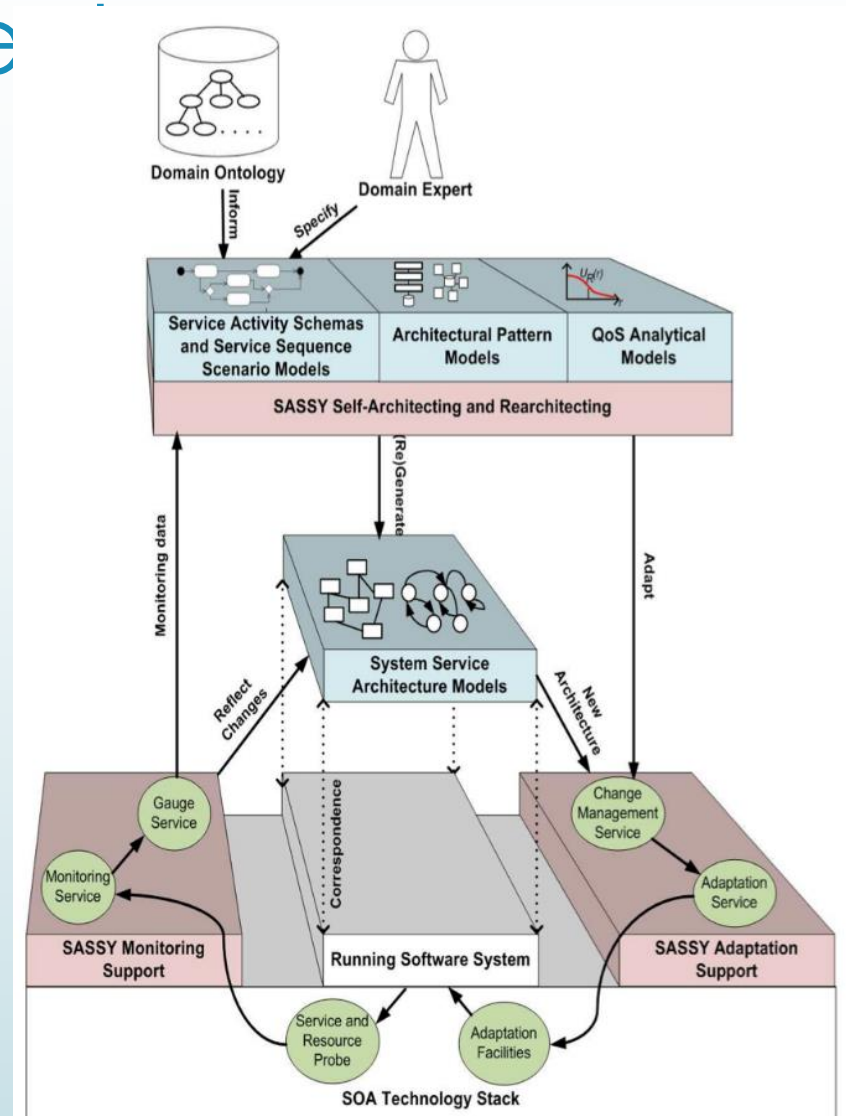 Domain Ontology
Domain Expert
Inform
Specify
U_R(r)
r
Service Activity Schemas
and Service Sequence
Scenario Models
Architectural Pattern
Models
QoS Analytical
Models
SASSY Self-Architecting and Rearchitecting
Monitoring data
(Re)Generate
Adapt
System Service
Architecture Models
Reflect
Changes
New
Architecture
Correspondence
Gauge
Service
Monitoring
Service
Change
Management
Service
Adaptation
Service
SASSY Monitoring
Support
Running Software System
SASSY Adaptation
Support
Service and
Resource
Probe
Adaptation
Facilities
SOA Technology Stack